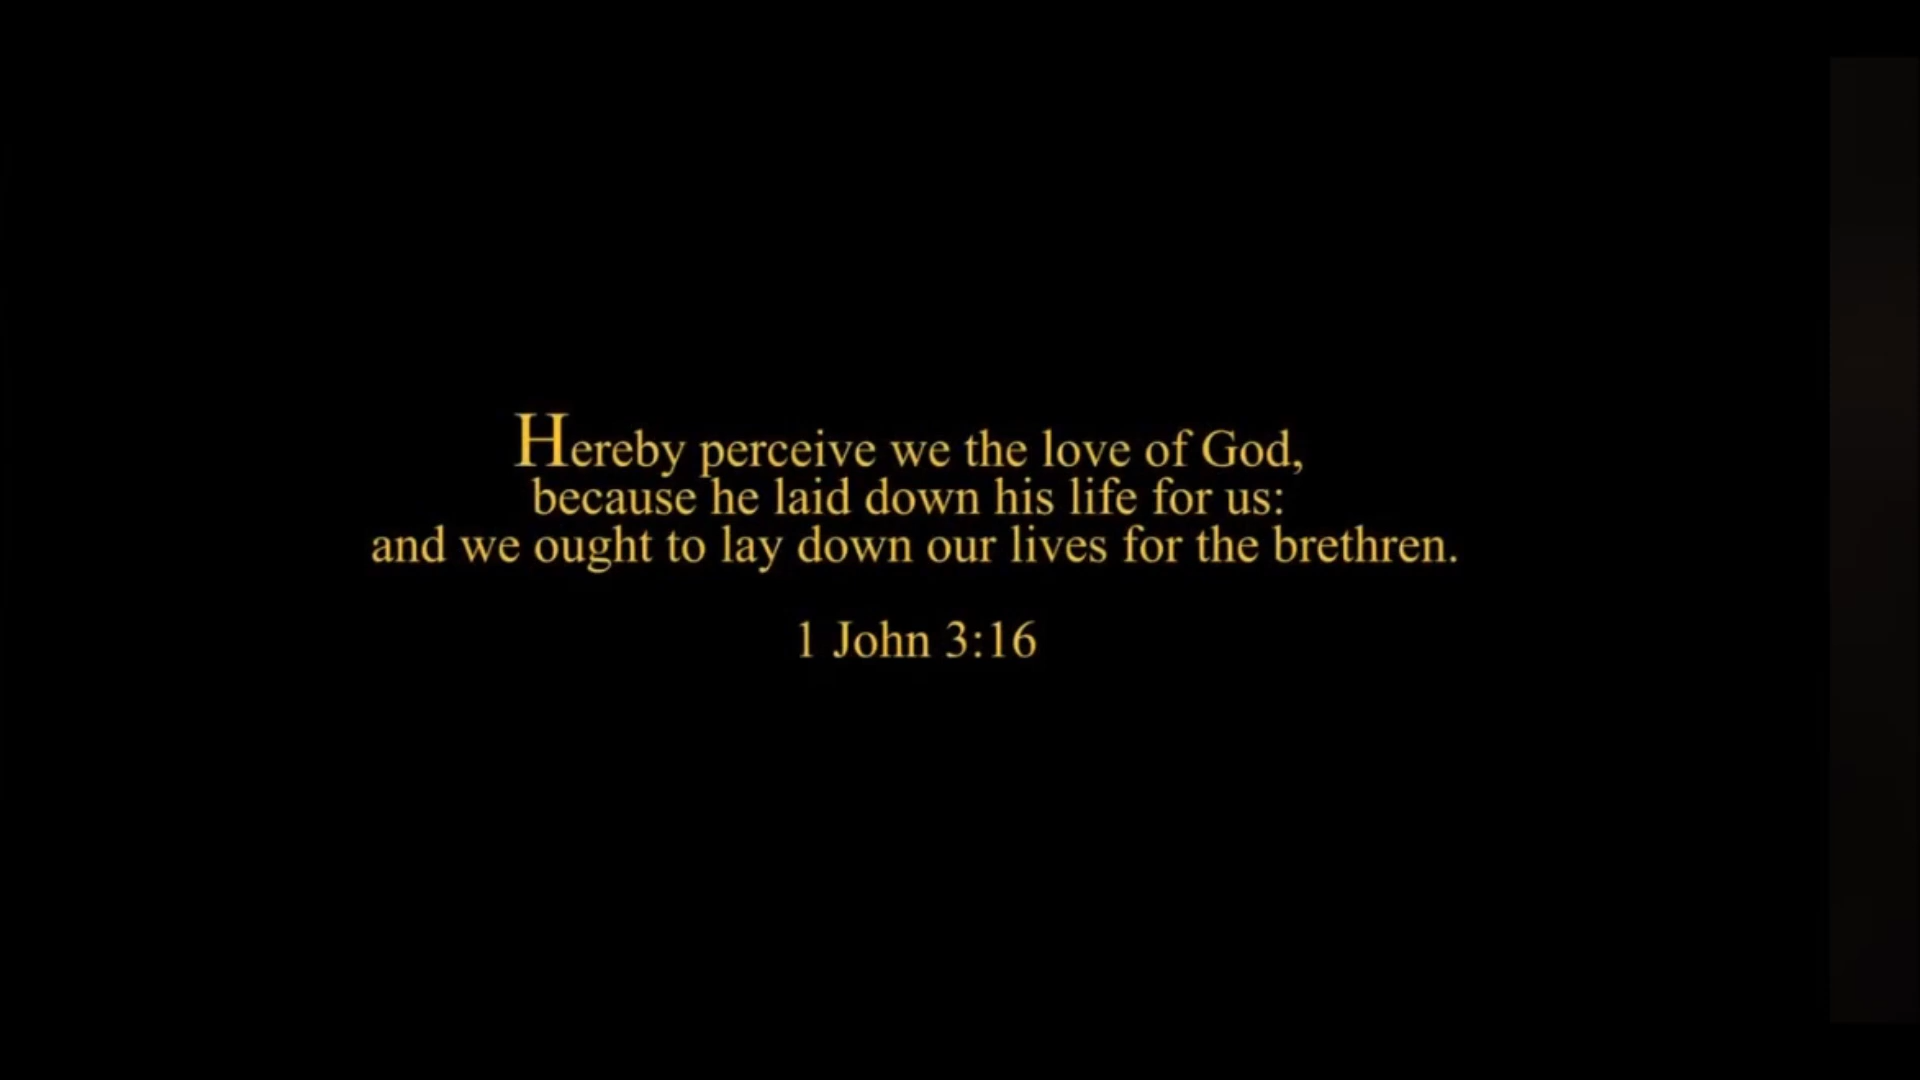 Hereby perceive we the love of God,
because he laid down his life for us:
and we ought to lay down our lives for the brethren.
1 John 3:16